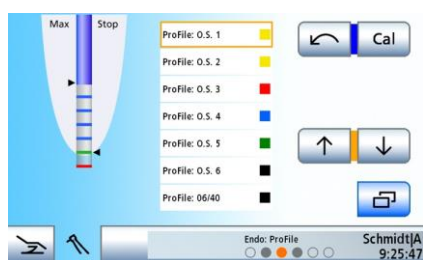 Max Stop
ProFile: O.S. 1
ProFile: O.S. 2
ProFile: O.S. 3
ProFile: O.S. 4
ProFile: O.S. 5
ProFile: O.S. 6
ProFile: 06/40
Cal
Endo: ProFile
Schmidt|A
9:25:47